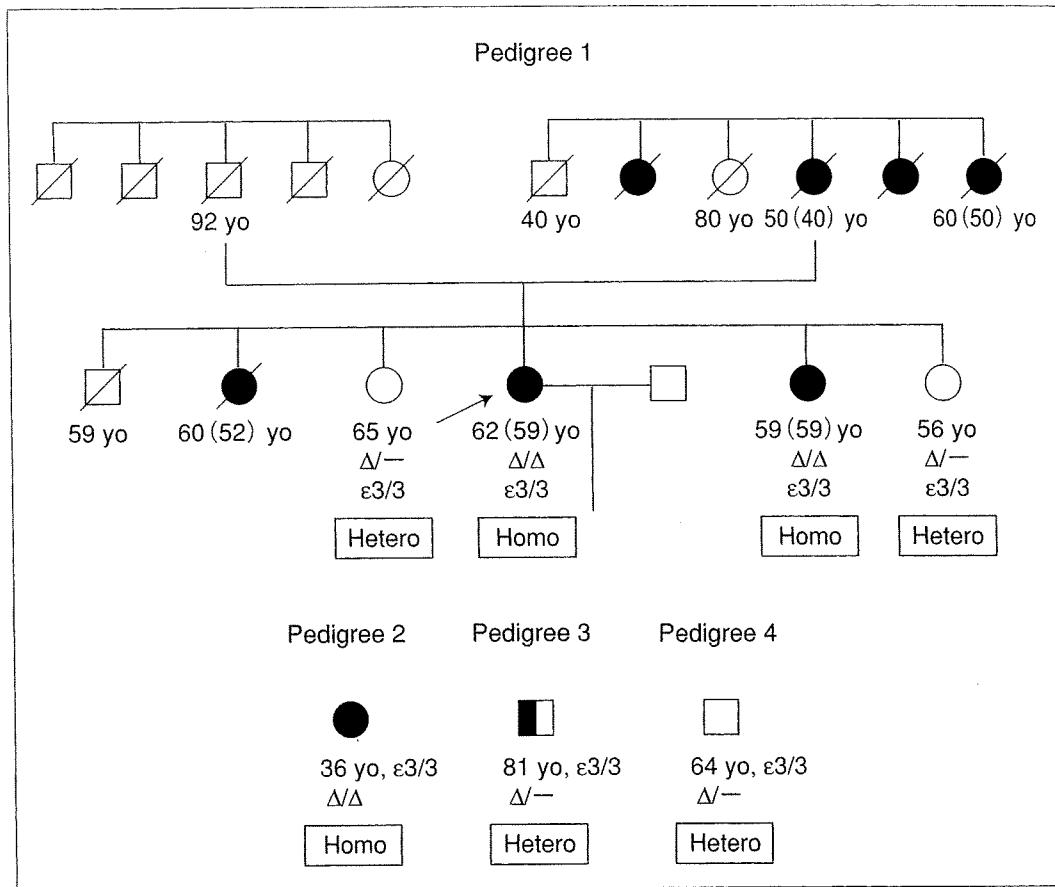 Pedigree 1
92 yo
40 yo 80 yo 50 (40) yo 60 (50) yo
59 yo 60 (52) yo 65 yo 62 (59) yo 59 (59) yo 56 yo
Δ/— Δ/Δ Δ/Δ Δ/—
ε3/3 ε3/3 ε3/3 ε3/3
Hetero Homo Homo Hetero
Pedigree 2 Pedigree 3 Pedigree 4
36 yo, ε3/3 81 yo, ε3/3 64 yo, ε3/3
Δ/Δ Δ/— Δ/—
Homo Hetero Hetero